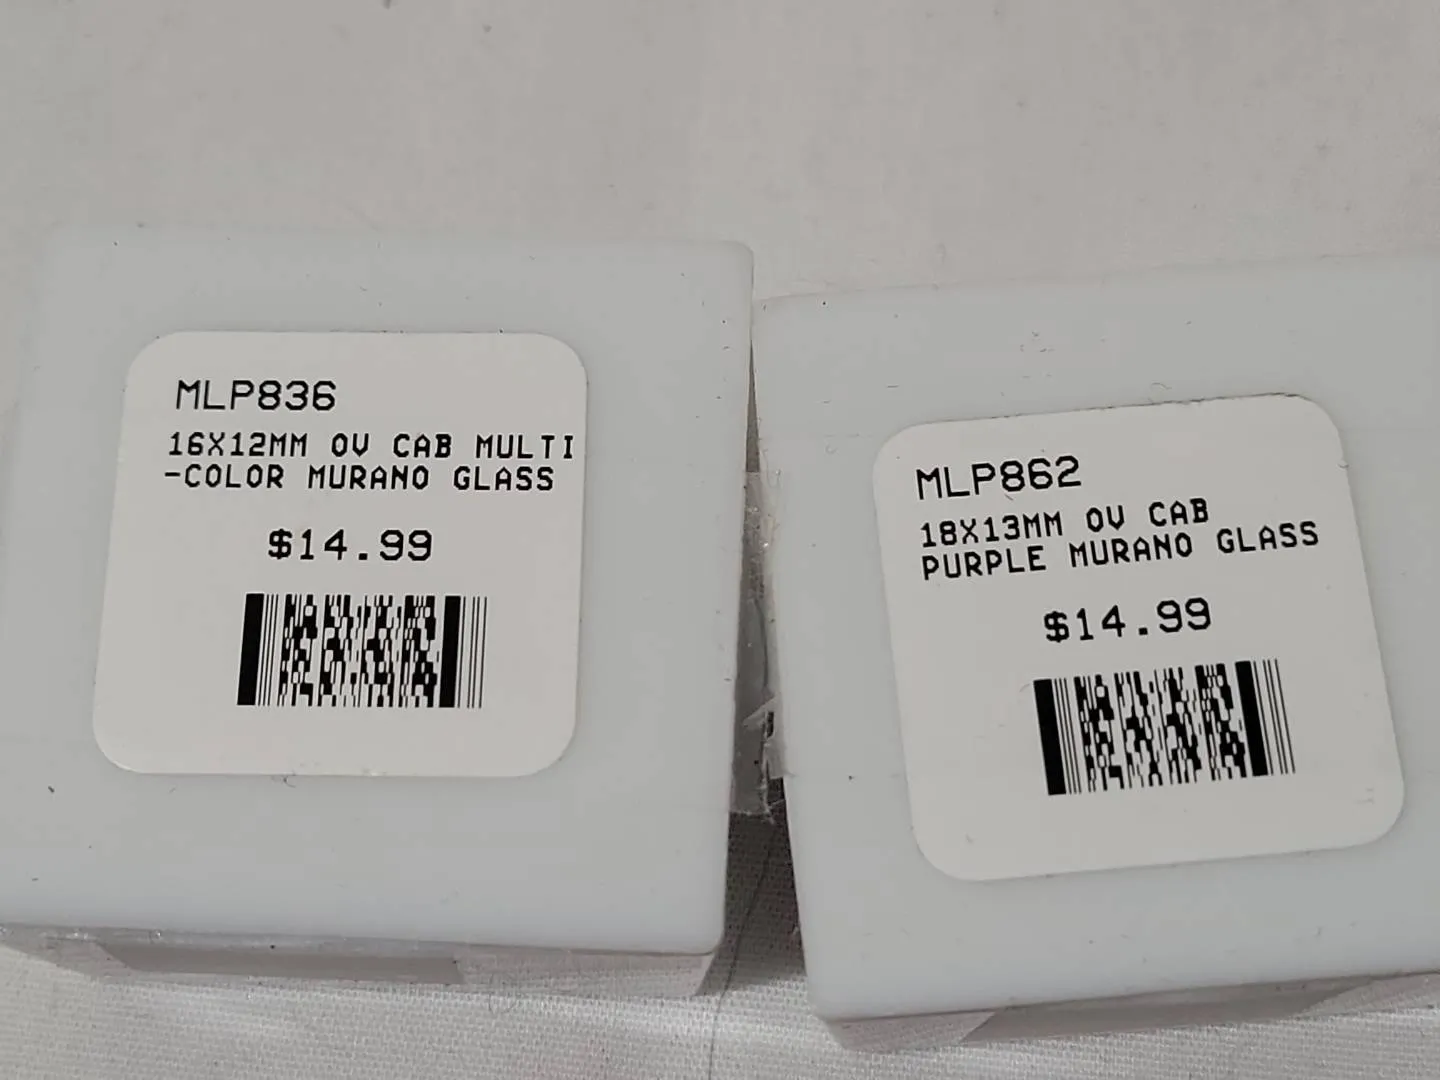 MLP836
16X12MM OV CAB MULTI
-COLOR MURANO GLASS
$14.99
MLP862
18X13MM OV CAB
PURPLE MURANO GLASS
$14.99